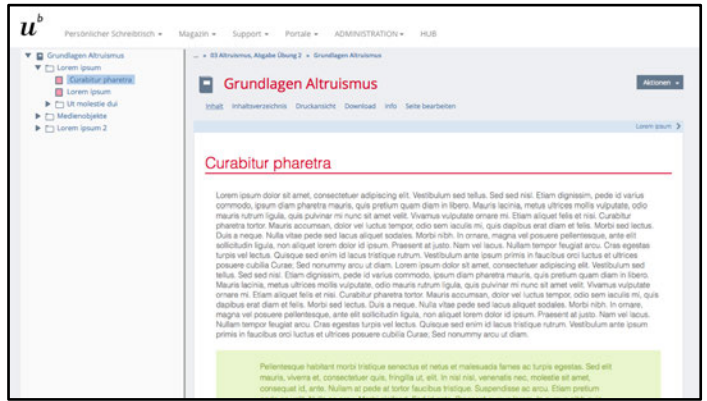 u b
Persönlicher Schreibtisch Magazin Support Portale ADMINISTRATION HUB
Grundlagen Altruismus
Lorem ipsum
Curabitur pharetra
Lorem ipsum
Ut molestie dui
Medienobjekte
Lorem ipsum 2
... » 03 Altruismus, Abgabe Übung 2 » Grundlagen Altruismus
Grundlagen Altruismus
Aktionen
Inhalt Inhaltsverzeichnis Druckansicht Download Info Seite bearbeiten
Lorem ipsum
Curabitur pharetra
Lorem ipsum dolor sit amet, consectetuer adipiscing elit. Vestibulum sed tellus. Sed sed nisl. Etiam dignissim, pede id varius
commodo, ipsum diam pharetra mauris, quis pretium quam diam in libero. Mauris lacinia, metus ultrices mollis vulputate, odio
mauris rutrum ligula, quis pulvinar mi nunc sit amet velit. Vivamus vulputate ornare mi. Etiam aliquet felis et nisi. Curabitur
pharetra tortor. Mauris accumsan, dolor vel luctus tempor, odio sem iaculis mi, quis dapibus erat diam et felis. Morbi sed lectus.
Duis a neque. Nulla vitae pede sed lacus aliquet sodales. Morbi nibh. In ornare, magna vel posuere pellentesque, ante elit
sollicitudin ligula, non aliquet lorem dolor id ipsum. Praesent at justo. Nam vel lacus. Nullam tempor feugiat arcu. Cras egestas
turpis vel lectus. Quisque sed enim id lacus tristique rutrum. Vestibulum ante ipsum primis in faucibus orci luctus et ultrices
posuere cubilia Curae; Sed nonummy arcu ut diam. Lorem ipsum dolor sit amet, consectetuer adipiscing elit. Vestibulum sed
tellus. Sed sed nisl. Etiam dignissim, pede id varius commodo, ipsum diam pharetra mauris, quis pretium quam diam in libero.
Mauris lacinia, metus ultrices mollis vulputate, odio mauris rutrum ligula, quis pulvinar mi nunc sit amet velit. Vivamus vulputate
ornare mi. Etiam aliquet felis et nisi. Curabitur pharetra tortor. Mauris accumsan, dolor vel luctus tempor, odio sem iaculis mi, quis
dapibus erat diam et felis. Morbi sed lectus. Duis a neque. Nulla vitae pede sed lacus aliquet sodales. Morbi nibh. In ornare,
magna vel posuere pellentesque, ante elit sollicitudin ligula, non aliquet lorem dolor id ipsum. Praesent at justo. Nam vel lacus.
Nullam tempor feugiat arcu. Cras egestas turpis vel lectus. Quisque sed enim id lacus tristique rutrum. Vestibulum ante ipsum
primis in faucibus orci luctus et ultrices posuere cubilia Curae; Sed nonummy arcu ut diam.
Pellentesque habitant morbi tristique senectus et netus et malesuada fames ac turpis egestas. Sed elit
mauris, viverra et, consectetuer quis, fringilla ut, elit. In nisl nisl, venenatis nec, molestie sit amet,
consequat id, ante. Nullam at pede at tortor faucibus tristique. Suspendisse ac arcu. Etiam pretium